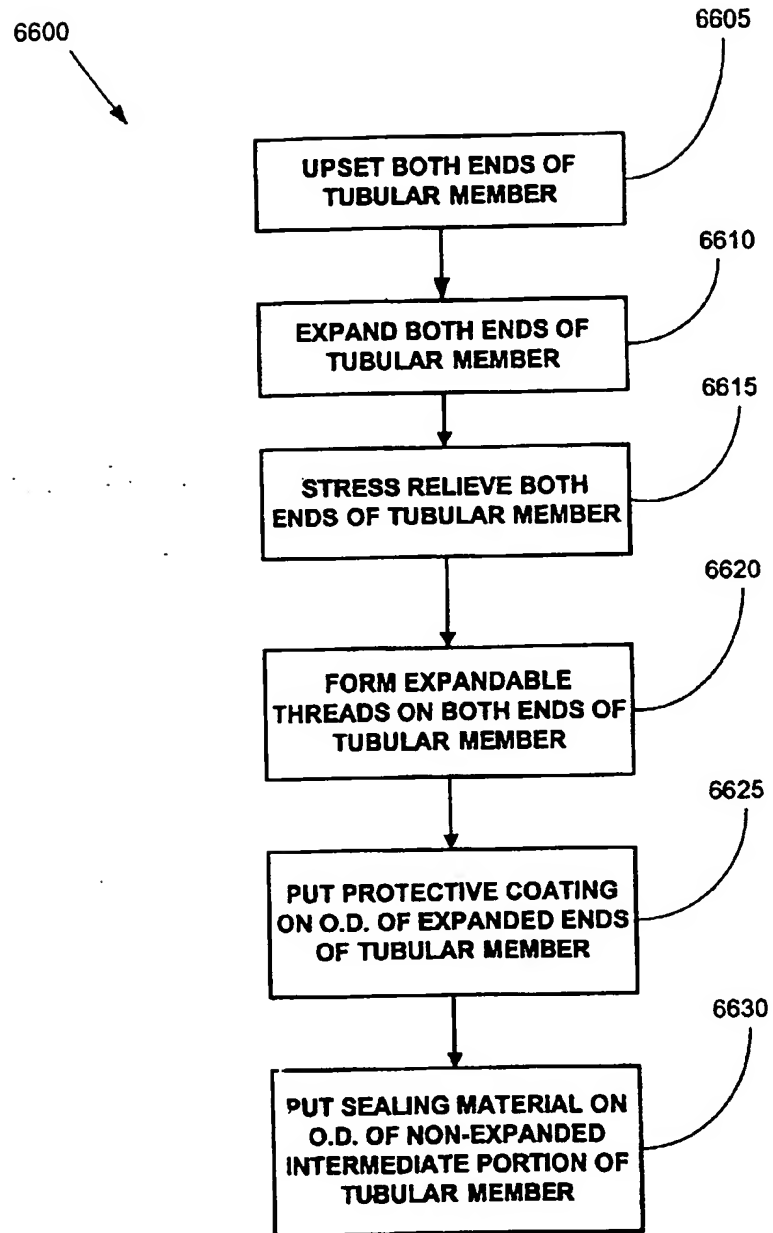 6600
6605
UPSET BOTH ENDS OF
TUBULAR MEMBER
6610
EXPAND BOTH ENDS OF
TUBULAR MEMBER
6615
STRESS RELIEVE BOTH
ENDS OF TUBULAR MEMBER
6620
FORM EXPANDABLE
THREADS ON BOTH ENDS OF
TUBULAR MEMBER
6625
PUT PROTECTIVE COATING
ON O.D. OF EXPANDED ENDS
OF TUBULAR MEMBER
6630
PUT SEALING MATERIAL ON
O.D. OF NON-EXPANDED
INTERMEDIATE PORTION OF
TUBULAR MEMBER